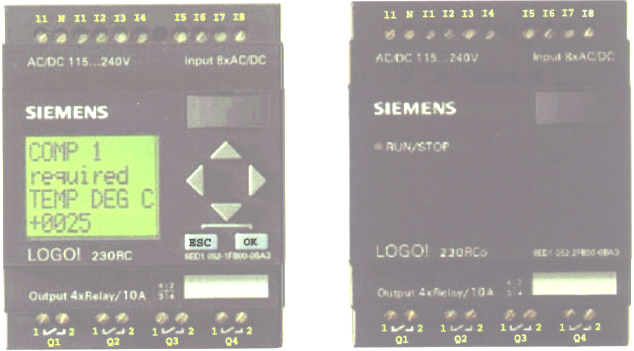 11 N I1 I2 I3 I4 I5 I6 I7 I8
AC/DC 115...240V Input 8xAC/DC
SIEMENS
COMP 1
required
TEMP DEG C
+0025
ESC OK
LOGO! 230RC 6ED1 052-1FB00-0BA3
Output 4xRelay/10A
1 2 1 2 1 2 1 2
Q1 Q2 Q3 Q4
11 N I1 I2 I3 I4 I5 I6 I7 I8
AC/DC 115...240V Input 8xAC/DC
SIEMENS
RUN/STOP
LOGO! 230RCo 6ED1 052-2FB00-0BA3
Output 4xRelay/10A
1 2 1 2 1 2 1 2
Q1 Q2 Q3 Q4